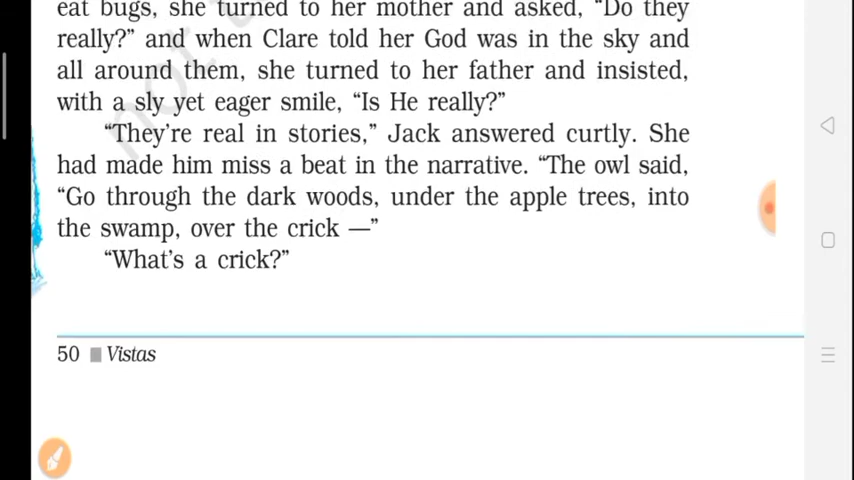 eat bugs, she turned to her mother and asked, “Do they
really?” and when Clare told her God was in the sky and
all around them, she turned to her father and insisted,
with a sly yet eager smile, “Is He really?”
“They’re real in stories,” Jack answered curtly. She
had made him miss a beat in the narrative. “The owl said,
“Go through the dark woods, under the apple trees, into
the swamp, over the crick —”
“What’s a crick?”
50 ■ Vistas